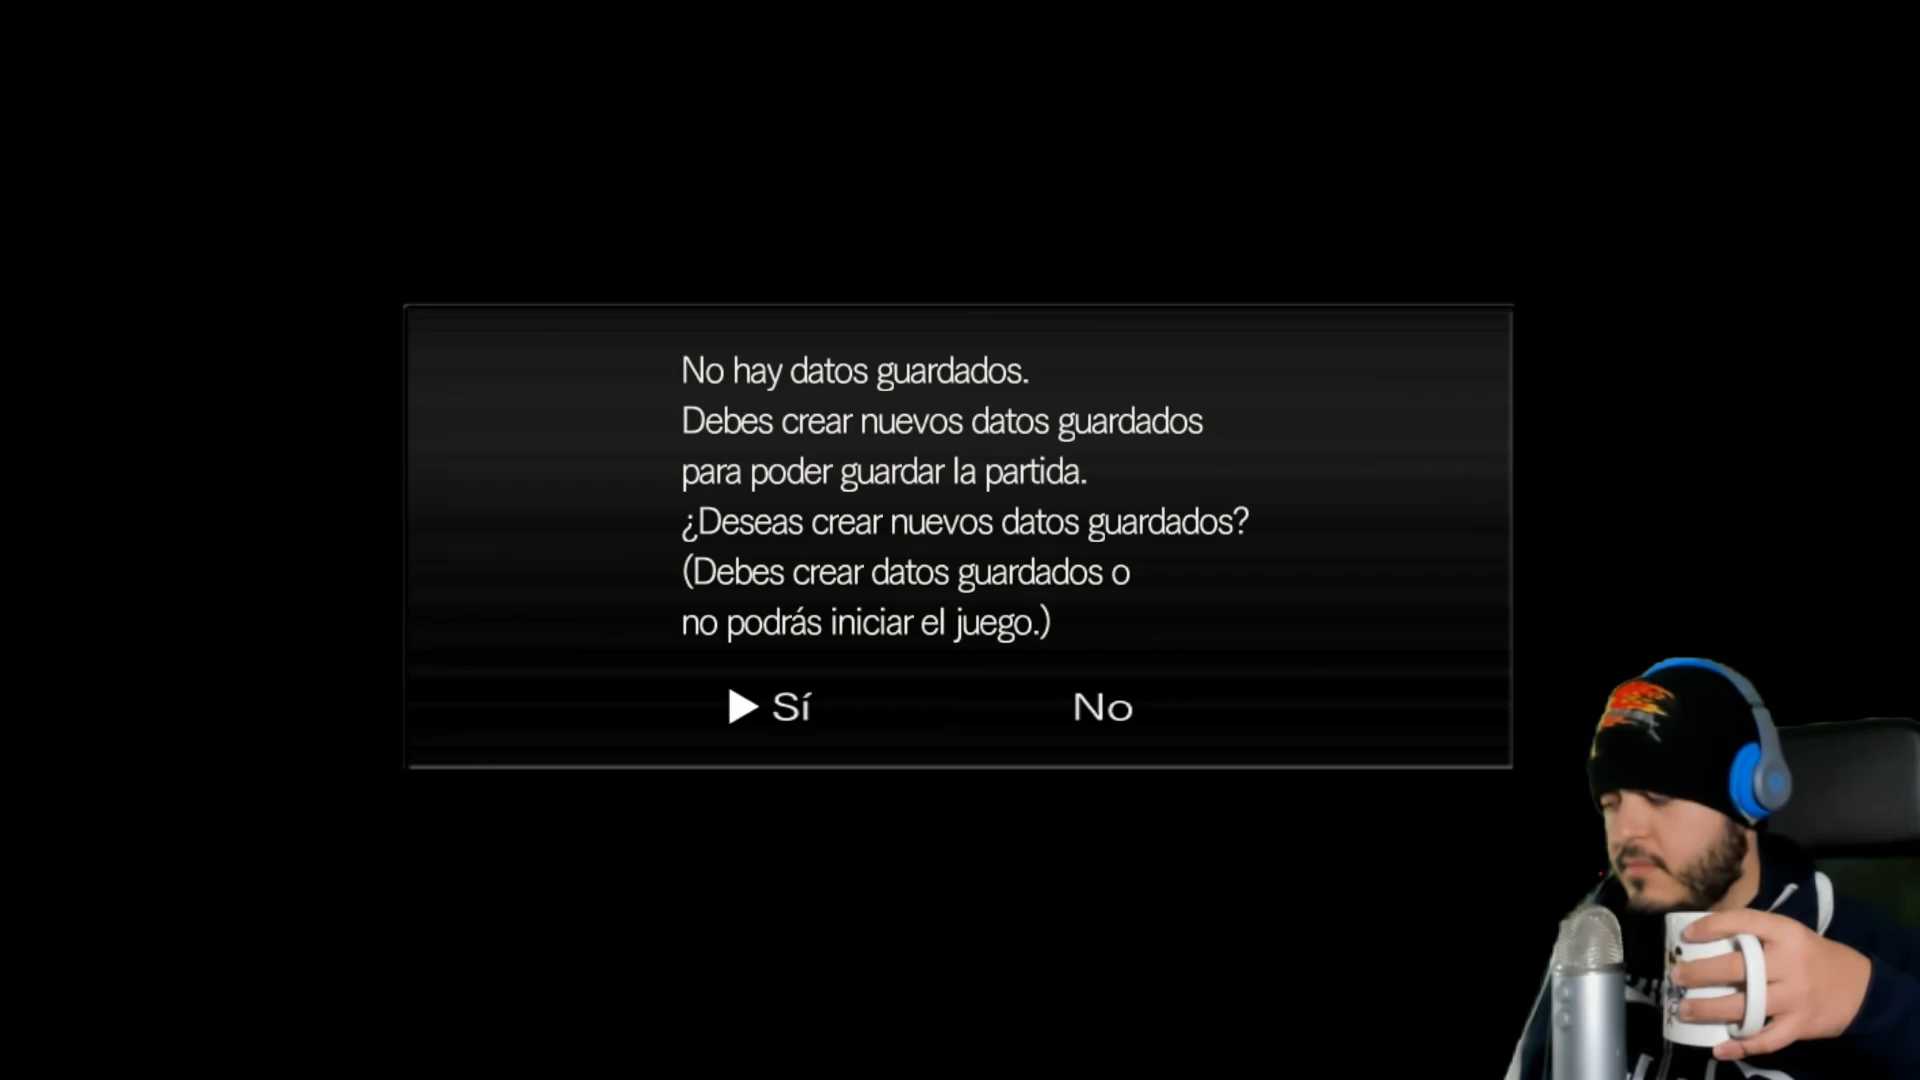 No hay datos guardados.
Debes crear nuevos datos guardados
para poder guardar la partida.
¿Deseas crear nuevos datos guardados?
(Debes crear datos guardados o
no podrás iniciar el juego.)
Sí No